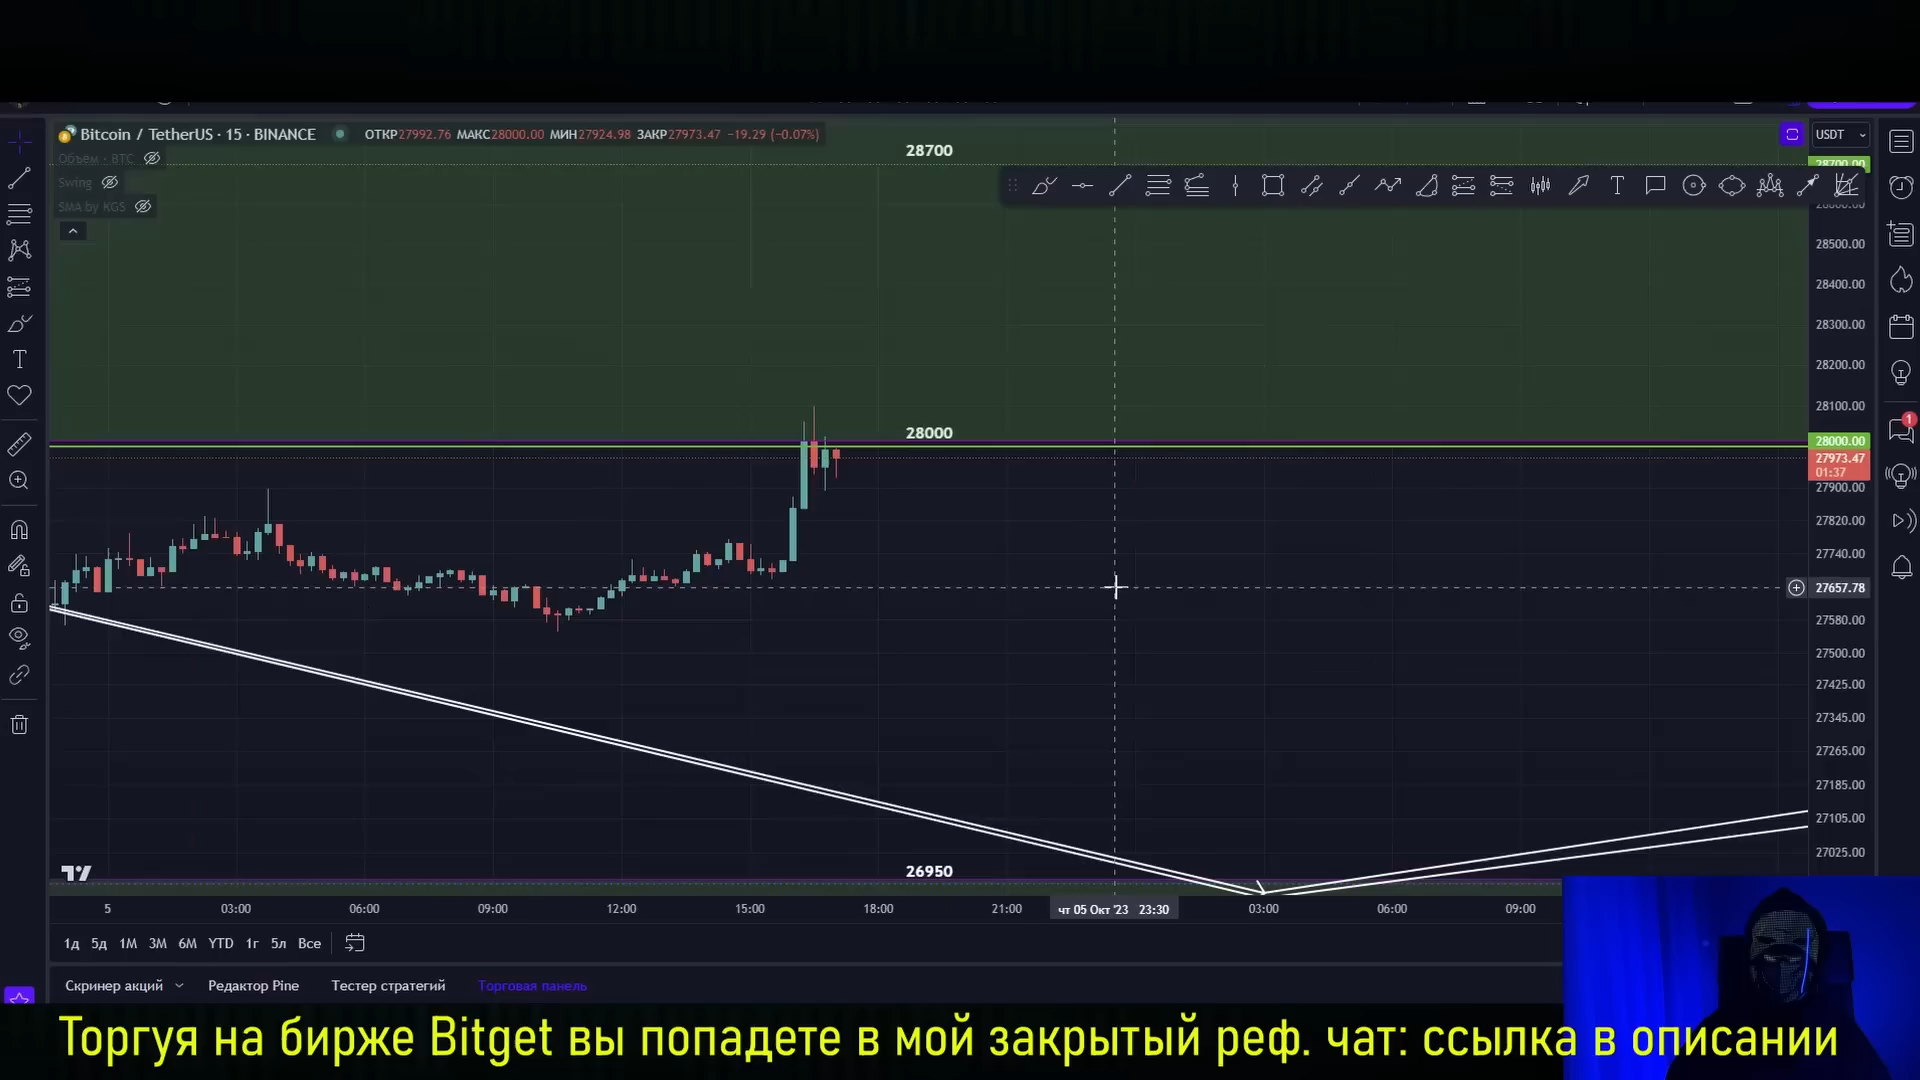 Bitcoin / TetherUS · 15 · BINANCE ОТКР27992.76 МАКС28000.00 МИН27924.98 ЗАКР27973.47 −19.29 (−0.07%)
USDT
Объём · BTC
Swing
SMA by KGS
28700
28700.00
28600.00
28500.00
28400.00
28300.00
28200.00
28100.00
28000
28000.00
27973.47
01:37
27900.00
27820.00
27740.00
27657.78
27580.00
27500.00
27425.00
27345.00
27265.00
27185.00
27105.00
27025.00
26950
1
5 03:00 06:00 09:00 12:00 15:00 18:00 21:00 чт 05 Окт '23 23:30 03:00 06:00 09:00
1д 5д 1М 3М 6М YTD 1г 5л Все
Скринер акций Редактор Pine Тестер стратегий Торговая панель
Торгуя на бирже Bitget вы попадете в мой закрытый реф. чат: ссылка в описании